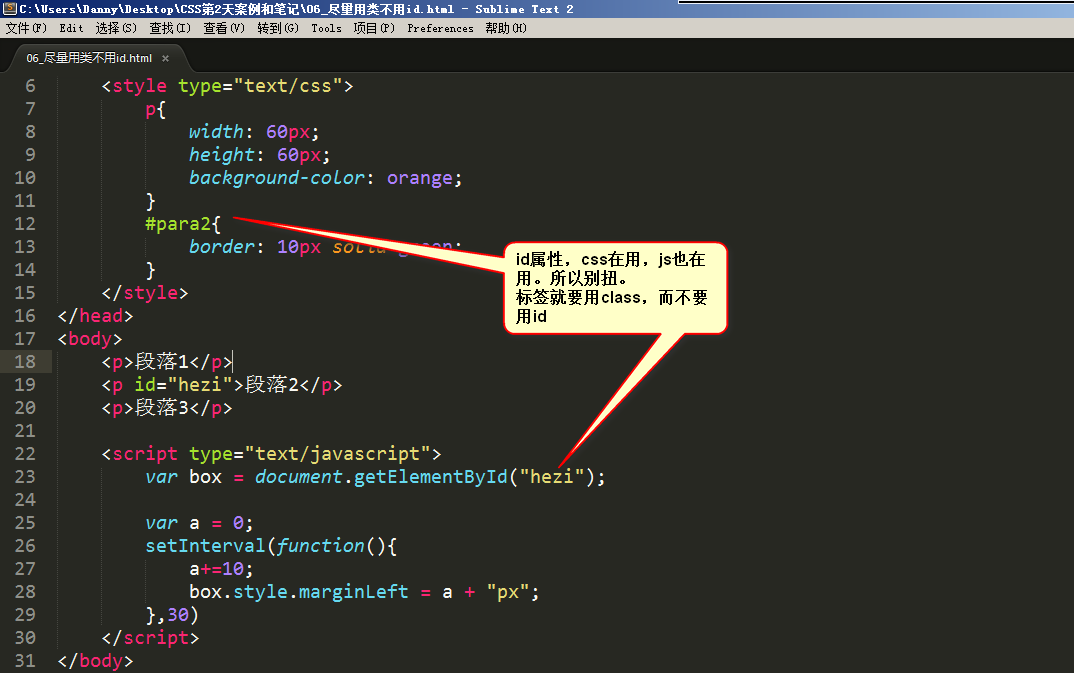 C:\Users\Danny\Desktop\CSS第2天案例和笔记\06_尽量用类不用id.html - Sublime Text 2
文件(F) Edit 选择(S) 查找(I) 查看(V) 转到(G) Tools 项目(P) Preferences 帮助(H)
06_尽量用类不用id.html ×
6 <style type="text/css">
7 p{
8 width: 60px;
9 height: 60px;
10 background-color: orange;
11 }
12 #para2{
13 border: 10px solid green;
14 }
15 </style>
16 </head>
17 <body>
18 <p>段落1</p>
19 <p id="hezi">段落2</p>
20 <p>段落3</p>
21
22 <script type="text/javascript">
23 var box = document.getElementById("hezi");
24
25 var a = 0;
26 setInterval(function(){
27 a+=10;
28 box.style.marginLeft = a + "px";
29 },30)
30 </script>
31 </body>
id属性，css在用，js也在
用。所以别扭。
标签就要用class，而不要
用id